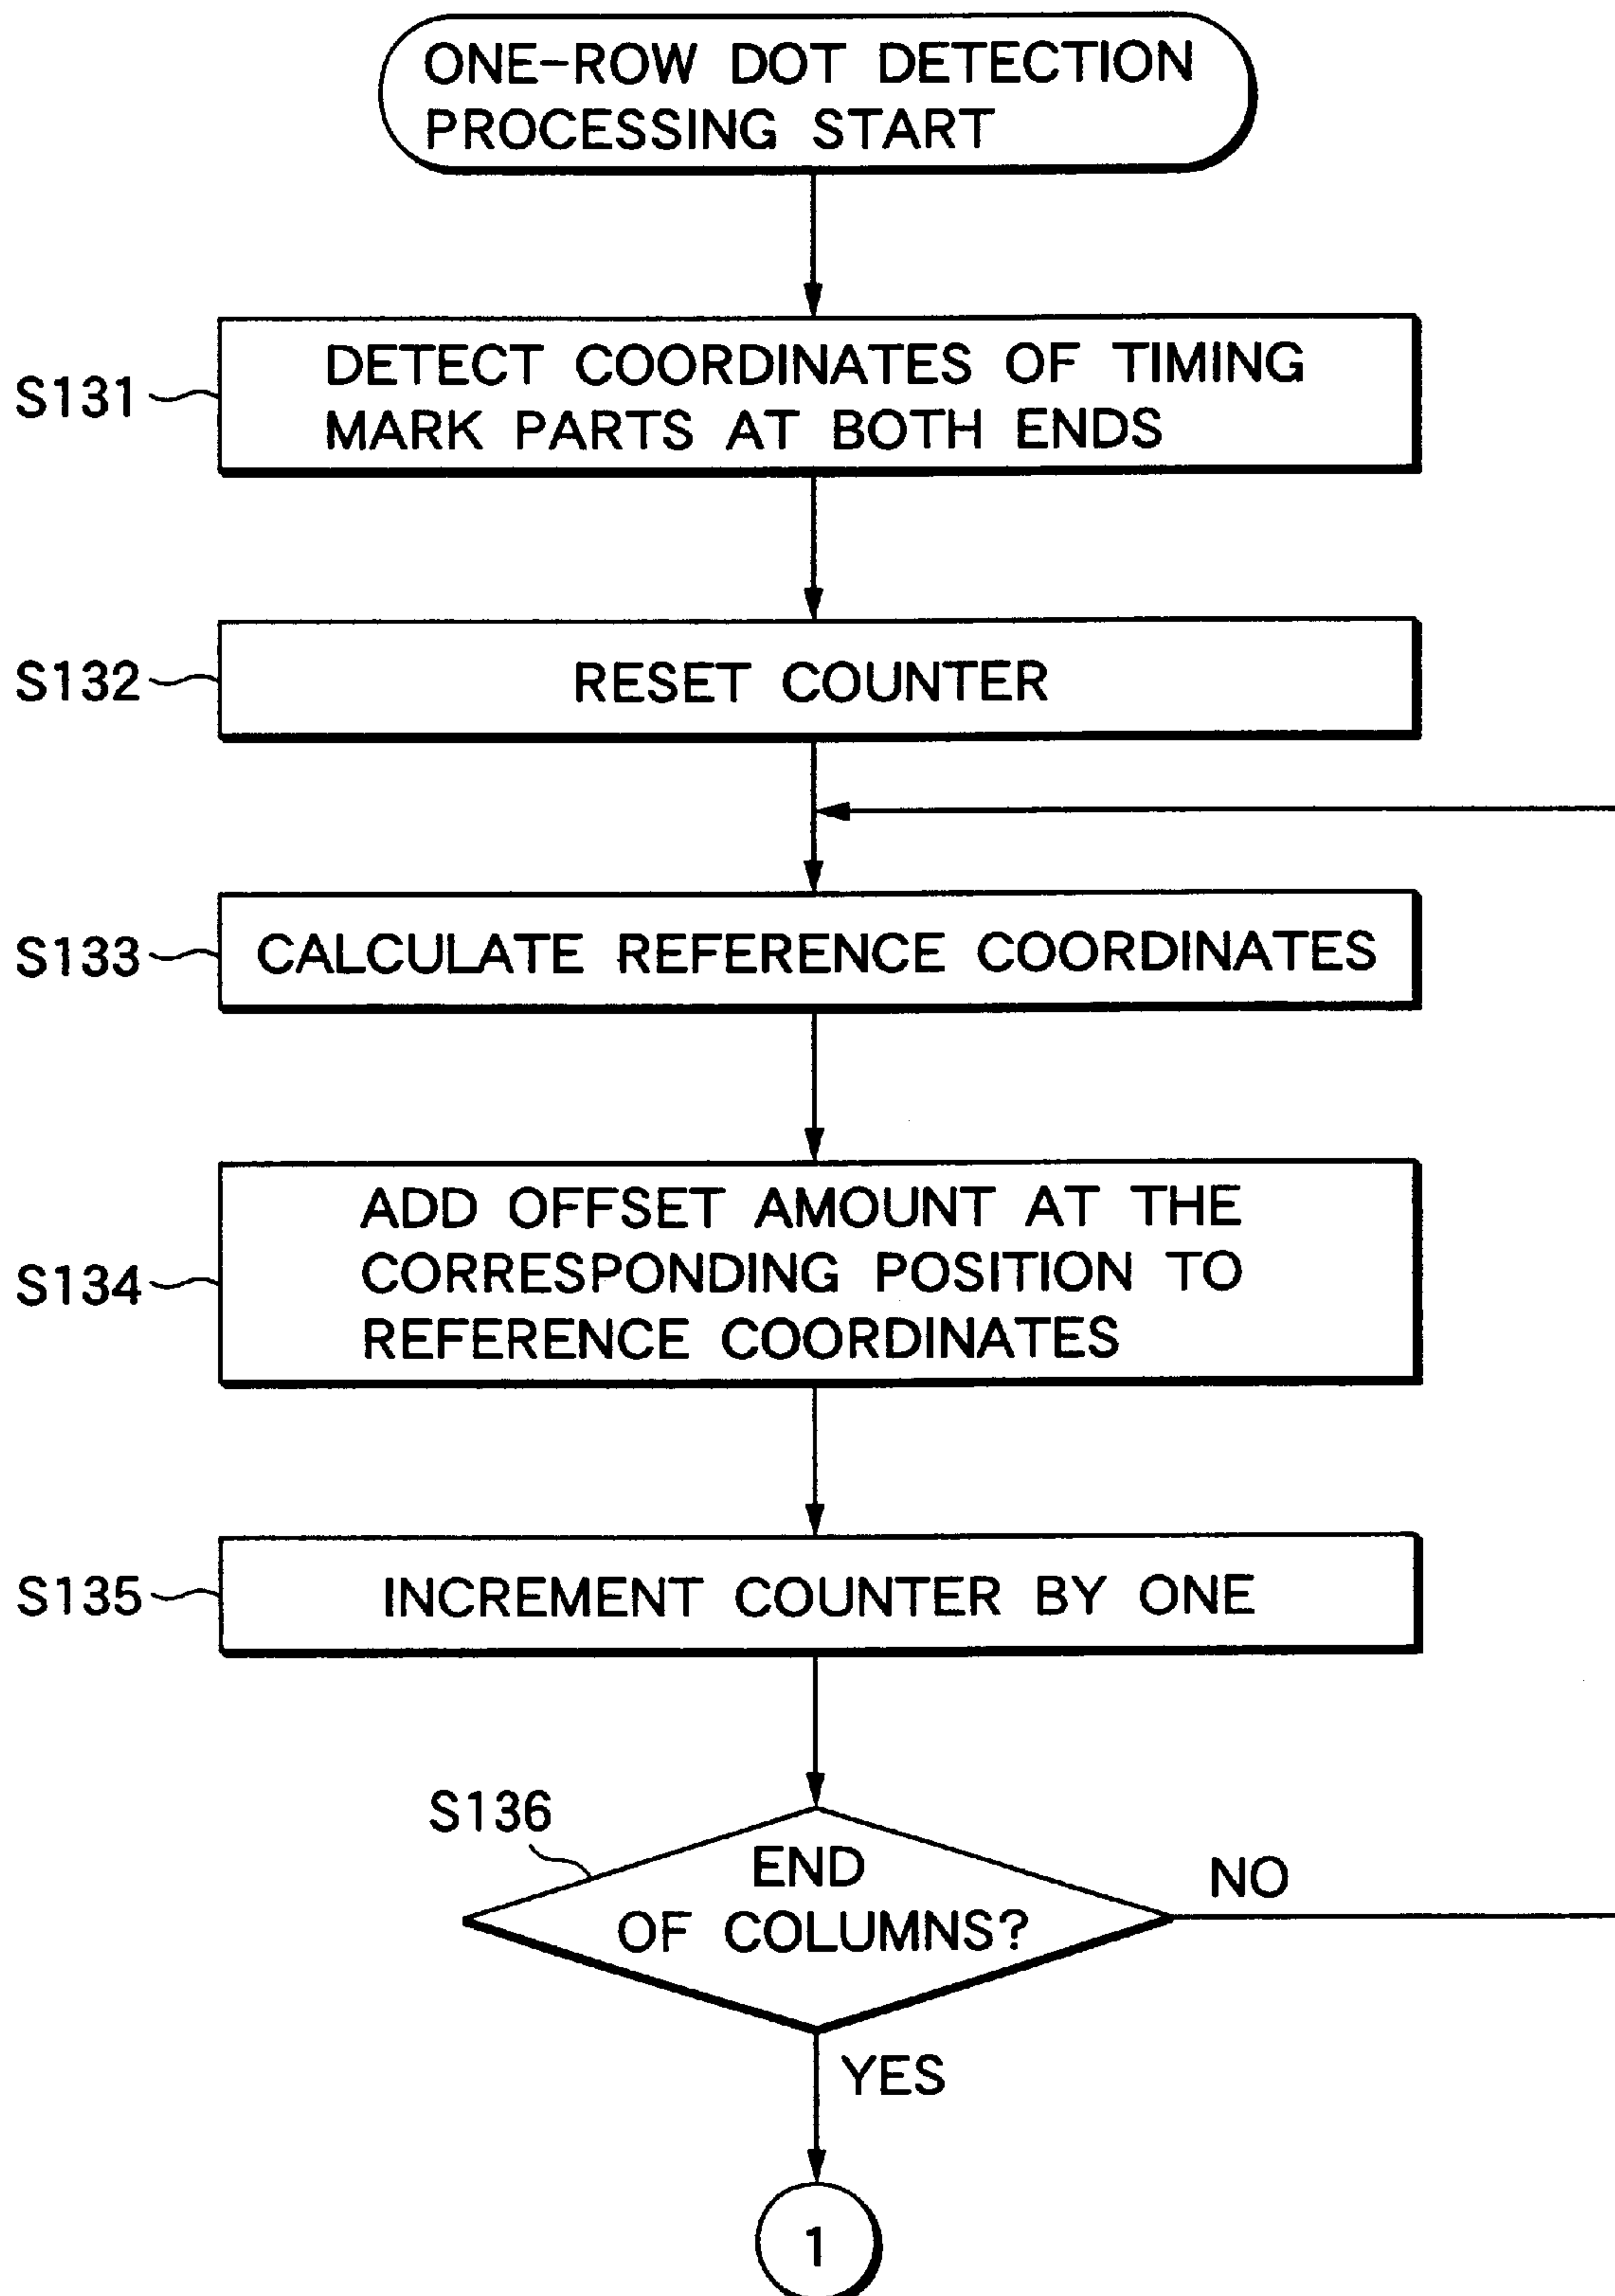 ONE-ROW DOT DETECTION
PROCESSING START
S131
DETECT COORDINATES OF TIMING
MARK PARTS AT BOTH ENDS
S132
RESET COUNTER
S133
CALCULATE REFERENCE COORDINATES
S134
ADD OFFSET AMOUNT AT THE
CORRESPONDING POSITION TO
REFERENCE COORDINATES
S135
INCREMENT COUNTER BY ONE
S136
END
OF COLUMNS?
NO
YES
1